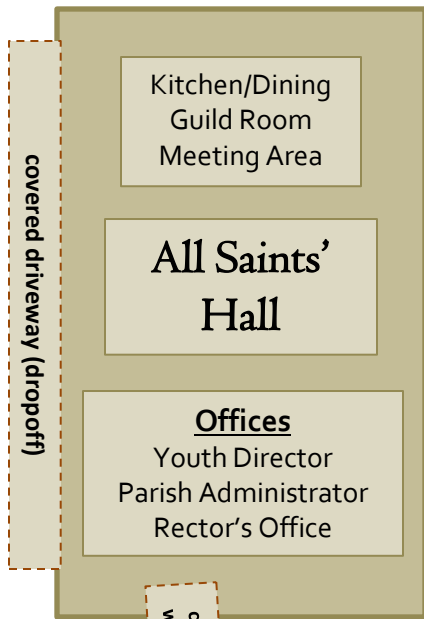 Kitchen/Dining
Guild Room
Meeting Area
covered driveway (dropoff)
All Saints’
Hall
Offices
Youth Director
Parish Administrator
Rector’s Office